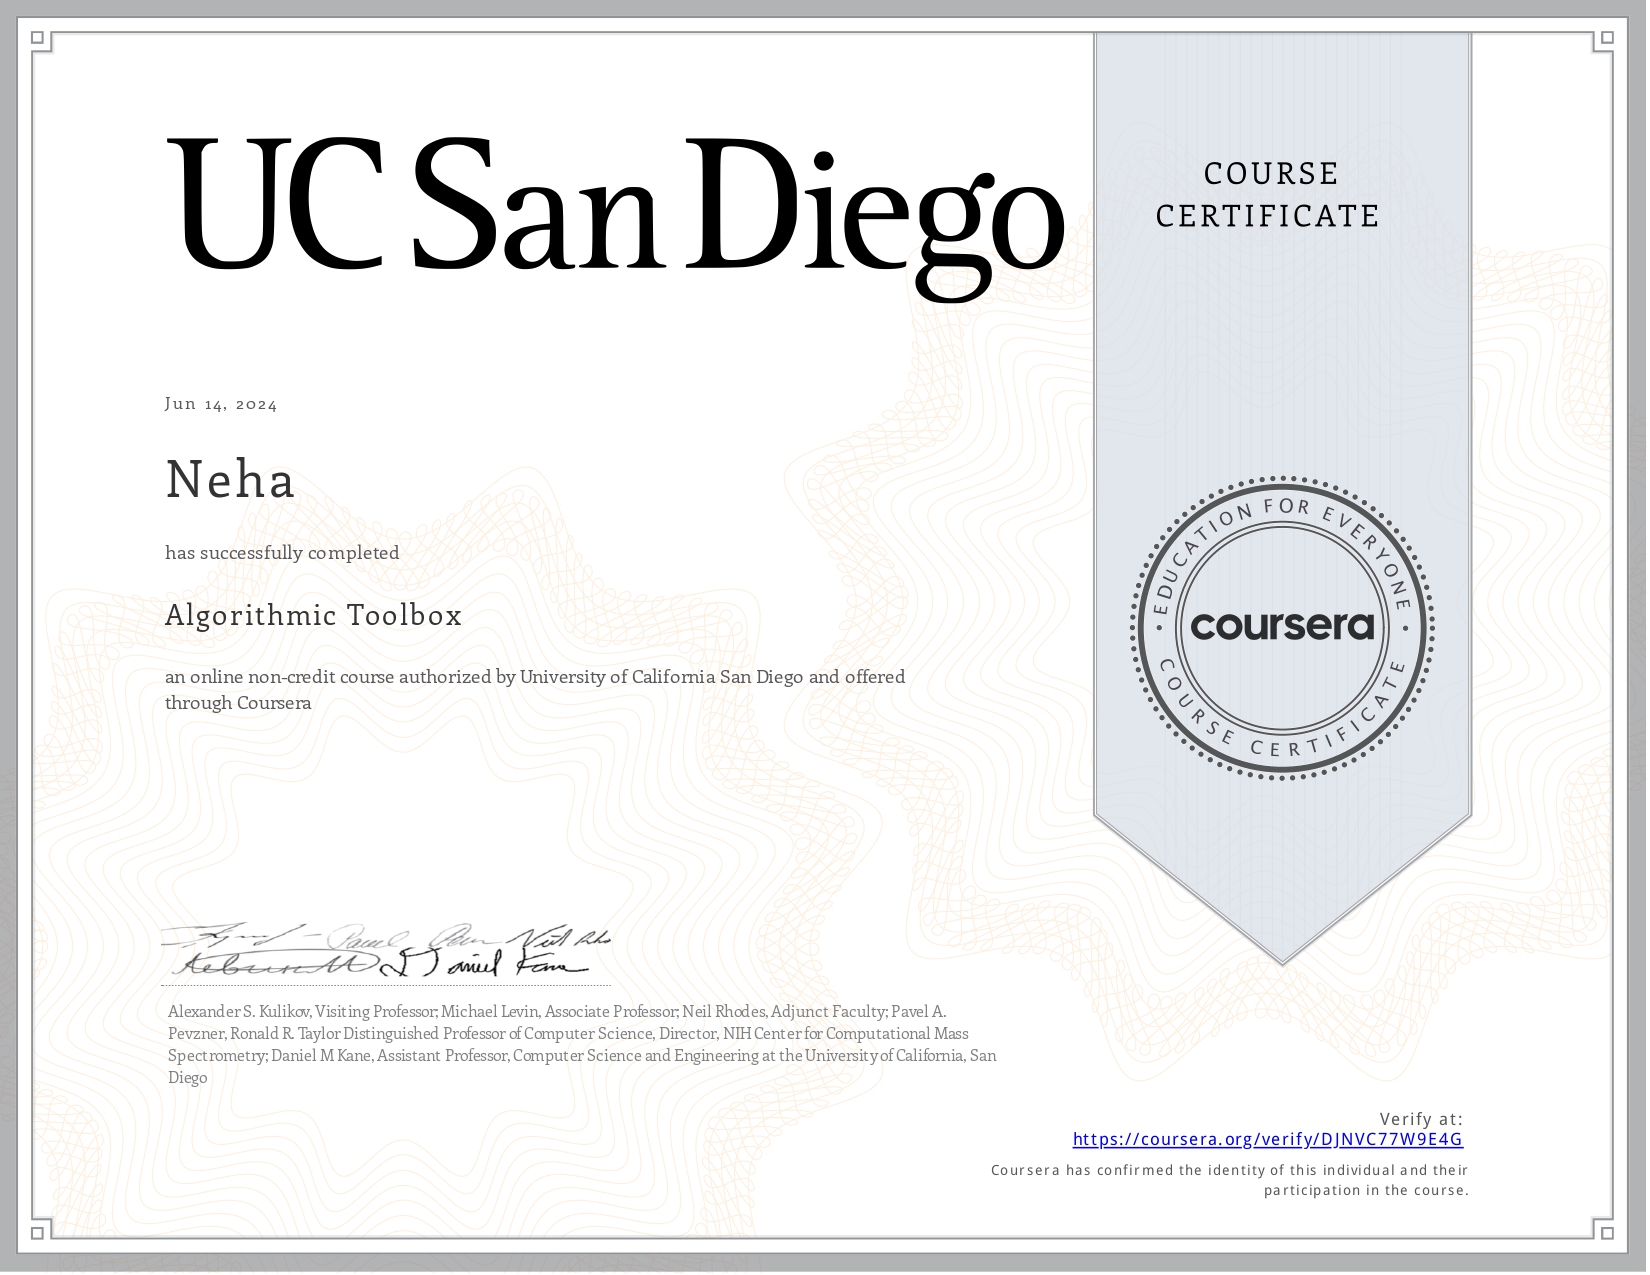 UC San Diego
COURSE
CERTIFICATE
Jun 14, 2024
Neha
has successfully completed
Algorithmic Toolbox
an online non-credit course authorized by University of California San Diego and offered
through Coursera
EDUCATION FOR EVERYONE
coursera
COURSE CERTIFICATE
Daniel Kane
Alexander S. Kulikov, Visiting Professor; Michael Levin, Associate Professor; Neil Rhodes, Adjunct Faculty; Pavel A.
Pevzner, Ronald R. Taylor Distinguished Professor of Computer Science, Director, NIH Center for Computational Mass
Spectrometry; Daniel M Kane, Assistant Professor, Computer Science and Engineering at the University of California, San
Diego
Verify at:
https://coursera.org/verify/DJNVC77W9E4G
Coursera has confirmed the identity of this individual and their
participation in the course.